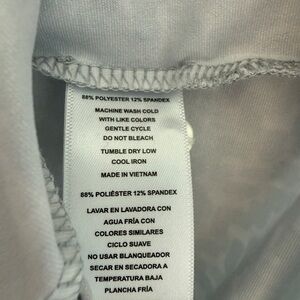 88% POLYESTER 12% SPANDEX
MACHINE WASH COLD
WITH LIKE COLORS
GENTLE CYCLE
DO NOT BLEACH
TUMBLE DRY LOW
COOL IRON
MADE IN VIETNAM
88% POLIÉSTER 12% SPANDEX
LAVAR EN LAVADORA CON
AGUA FRÍA CON
COLORES SIMILARES
CICLO SUAVE
NO USAR BLANQUEADOR
SECAR EN SECADORA A
TEMPERATURA BAJA
PLANCHA FRÍA